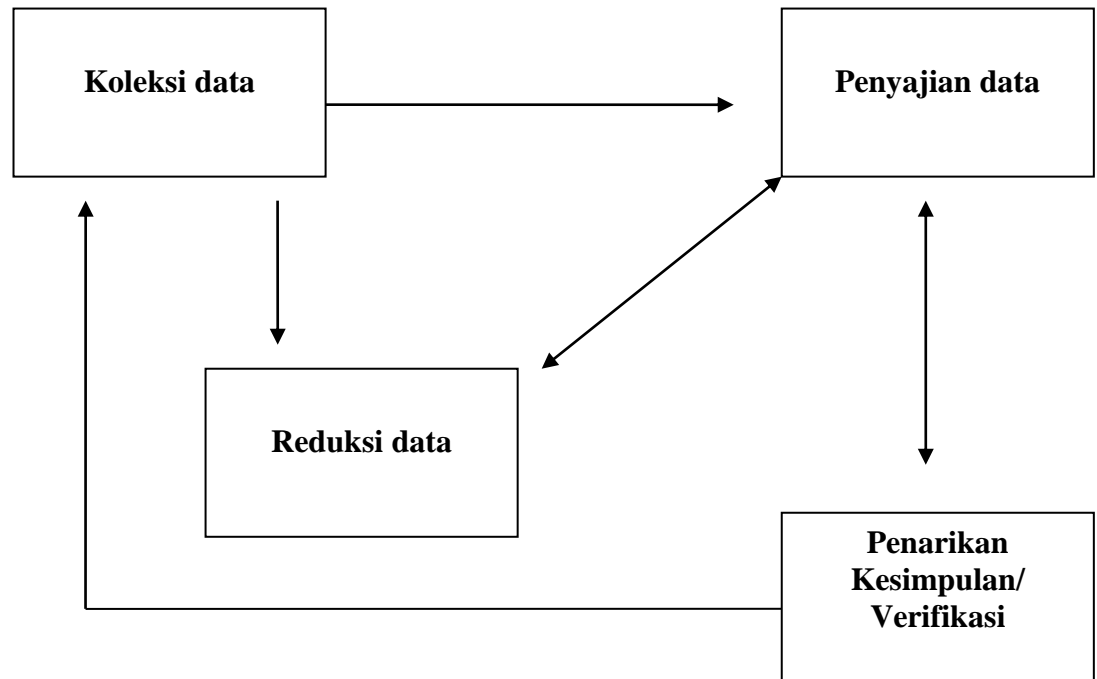 Koleksi data
Penyajian data
Reduksi data
Penarikan
Kesimpulan/
Verifikasi